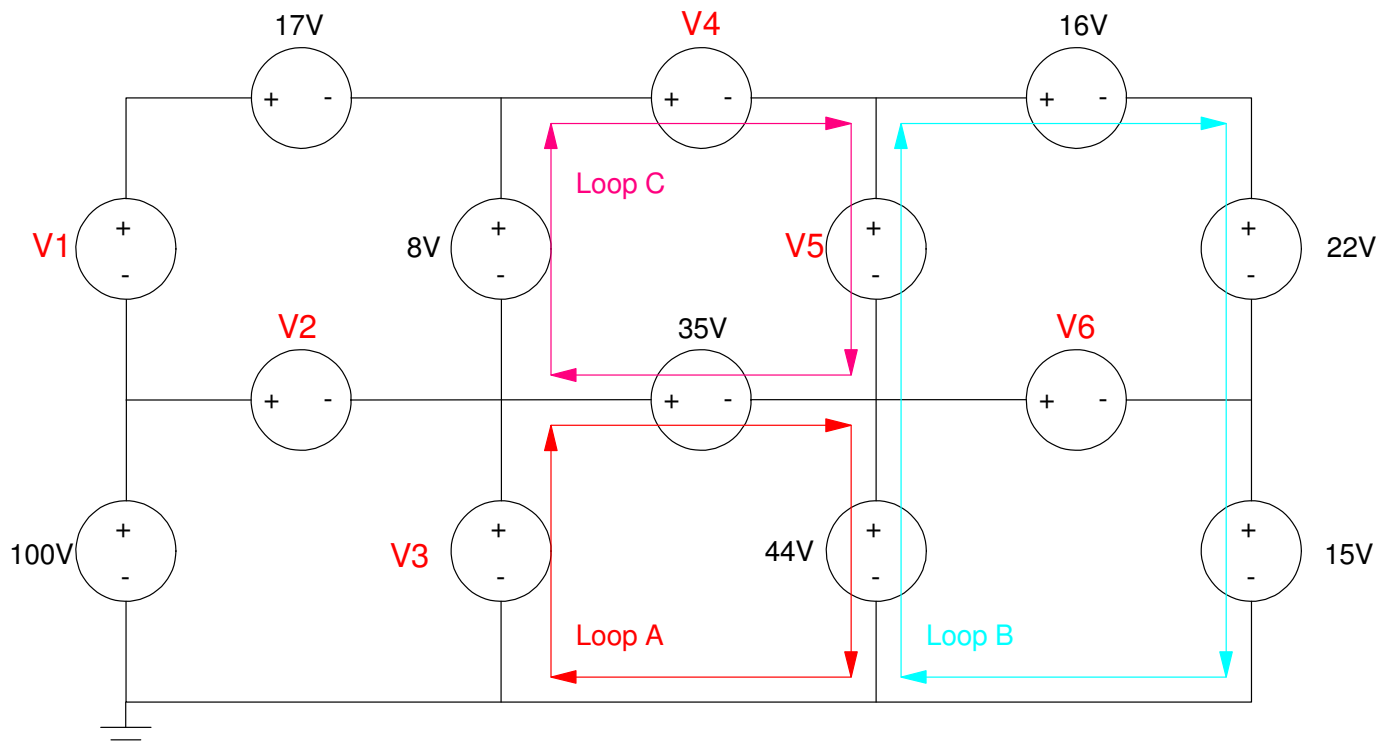 17V
V4
16V
+ -
+ -
+ -
Loop C
V1
+
-
8V
+
-
V5
+
-
+
-
22V
V2
35V
V6
+ -
+ -
+ -
100V
+
-
V3
+
-
44V
+
-
+
-
15V
Loop A
Loop B